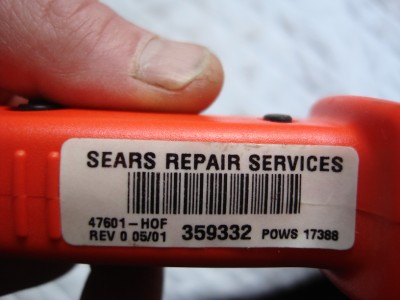 SEARS REPAIR SERVICES
47601-HOF
REV 0 05/01 359332 POWS 17388